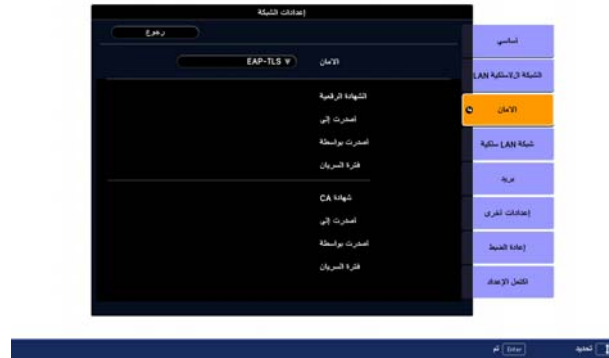 إعدادات الشبكة
رجوع
الأمان
EAP-TLS
الشهادة الرقمية
أصدرت إلى
أصدرت بواسطة
فترة السريان
شهادة CA
أصدرت إلى
أصدرت بواسطة
فترة السريان
أساسي
الشبكة الالاسلكية LAN
الأمان
شبكة LAN سلكية
بريد
إعدادات أخرى
إعادة الضبط
اكتمل الإعداد
تحديد
Enter تم